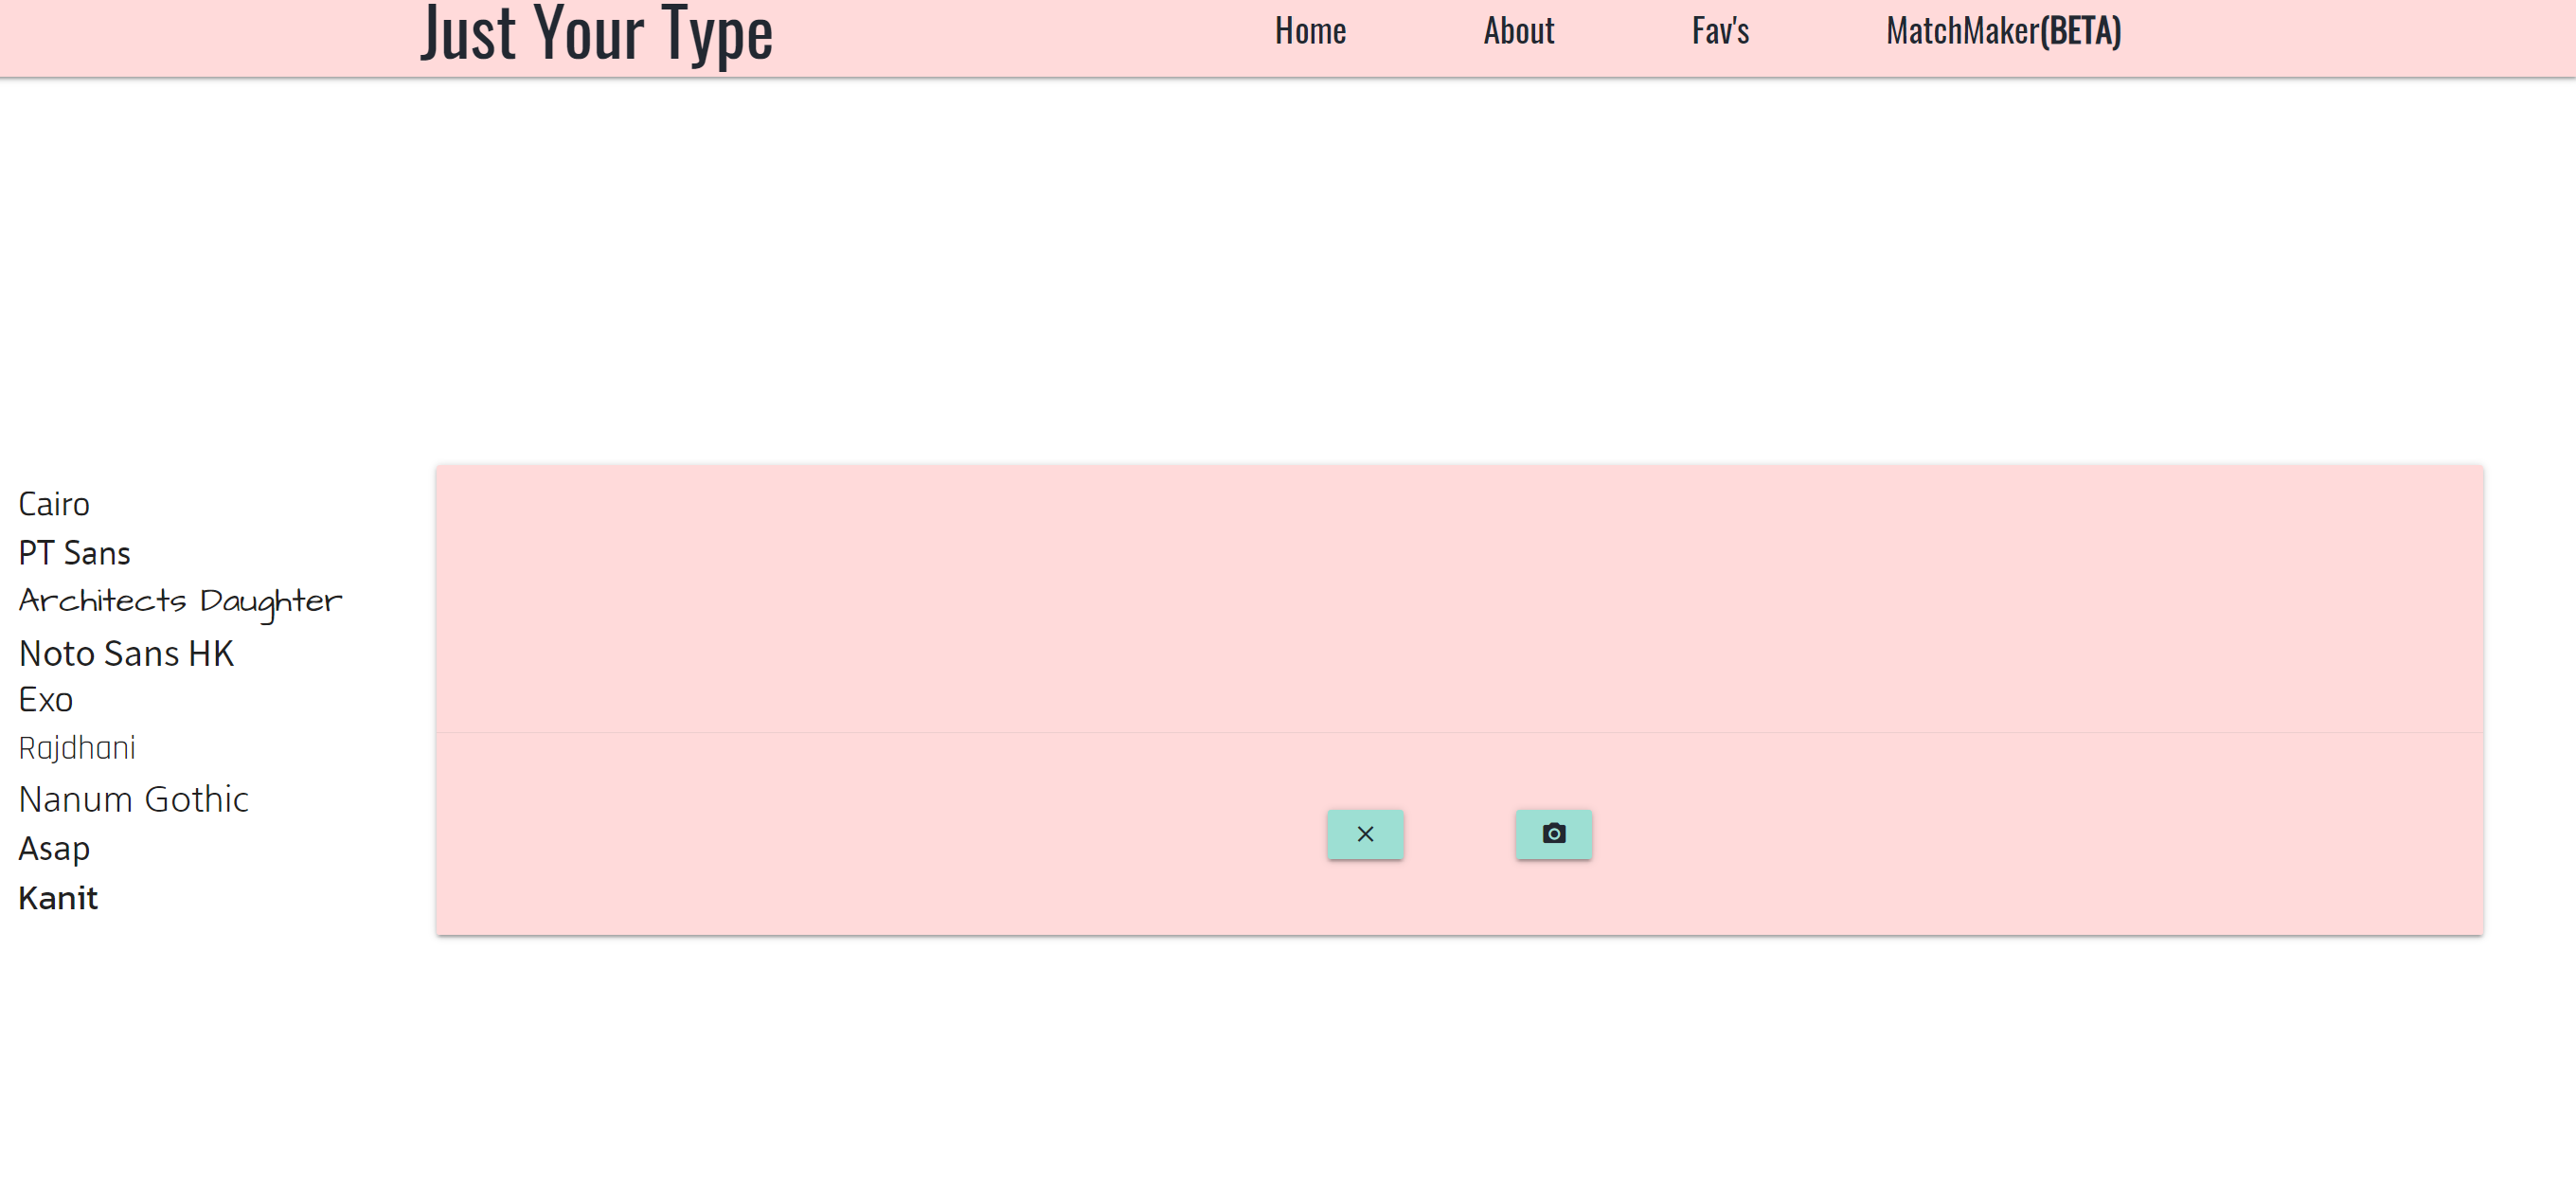 Just Your Type Home About Fav's MatchMaker(BETA)
Cairo
PT Sans
Architects Daughter
Noto Sans HK
Exo
Rajdhani
Nanum Gothic
Asap
Kanit